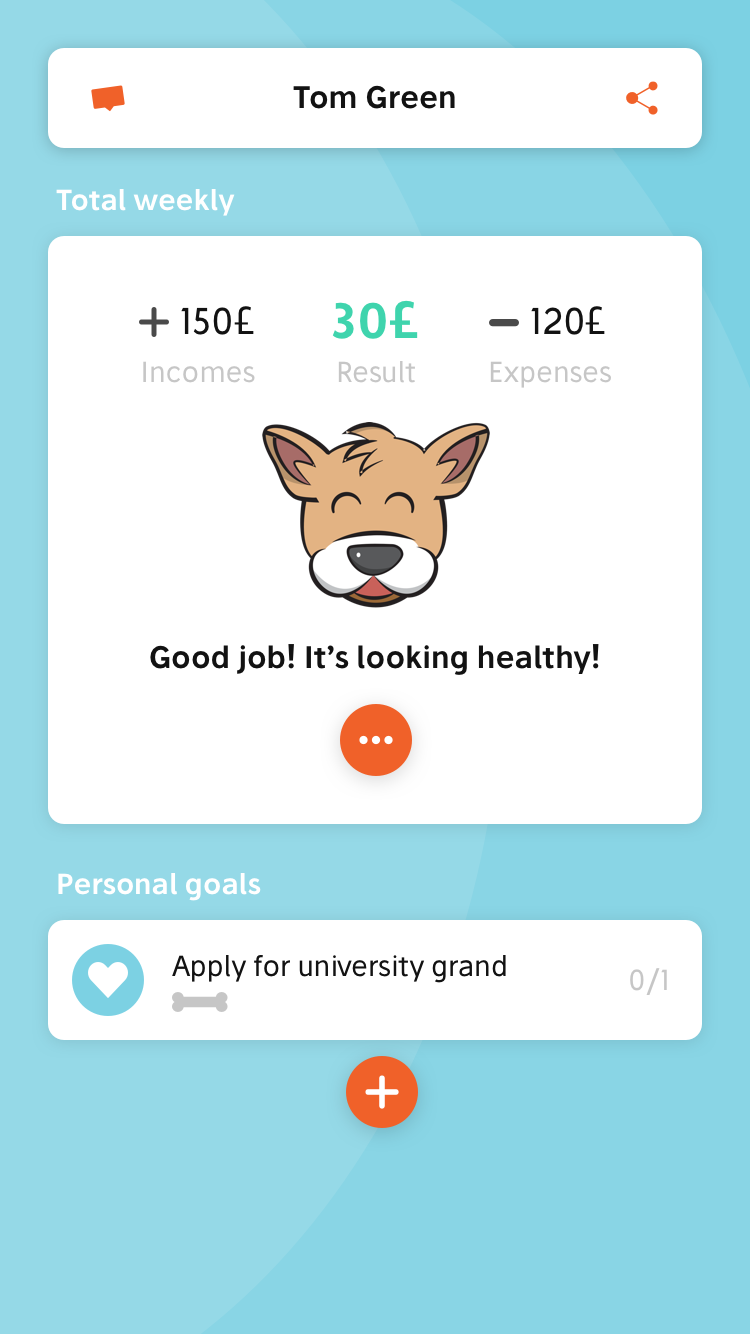 Tom Green
Total weekly
+ 150£ 30£ − 120£
Incomes Result Expenses
Good job! It’s looking healthy!
Personal goals
Apply for university grand
0/1